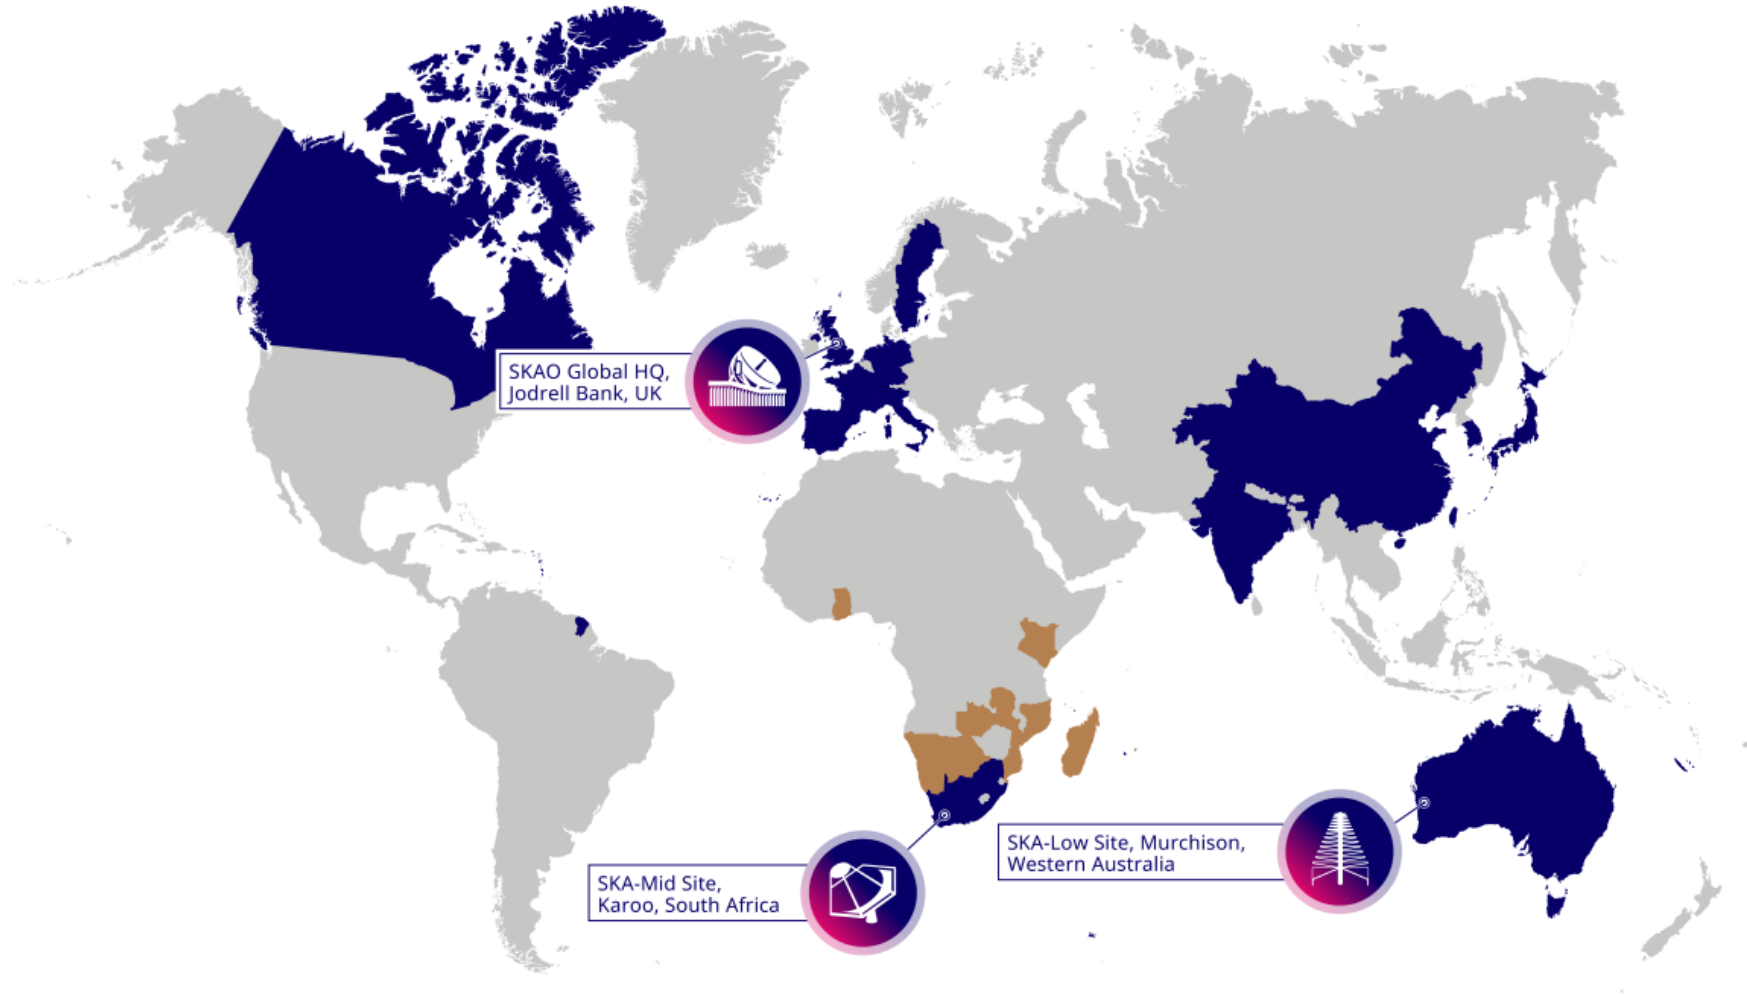 SKAO Global HQ,
Jodrell Bank, UK
SKA-Mid Site,
Karoo, South Africa
SKA-Low Site, Murchison,
Western Australia